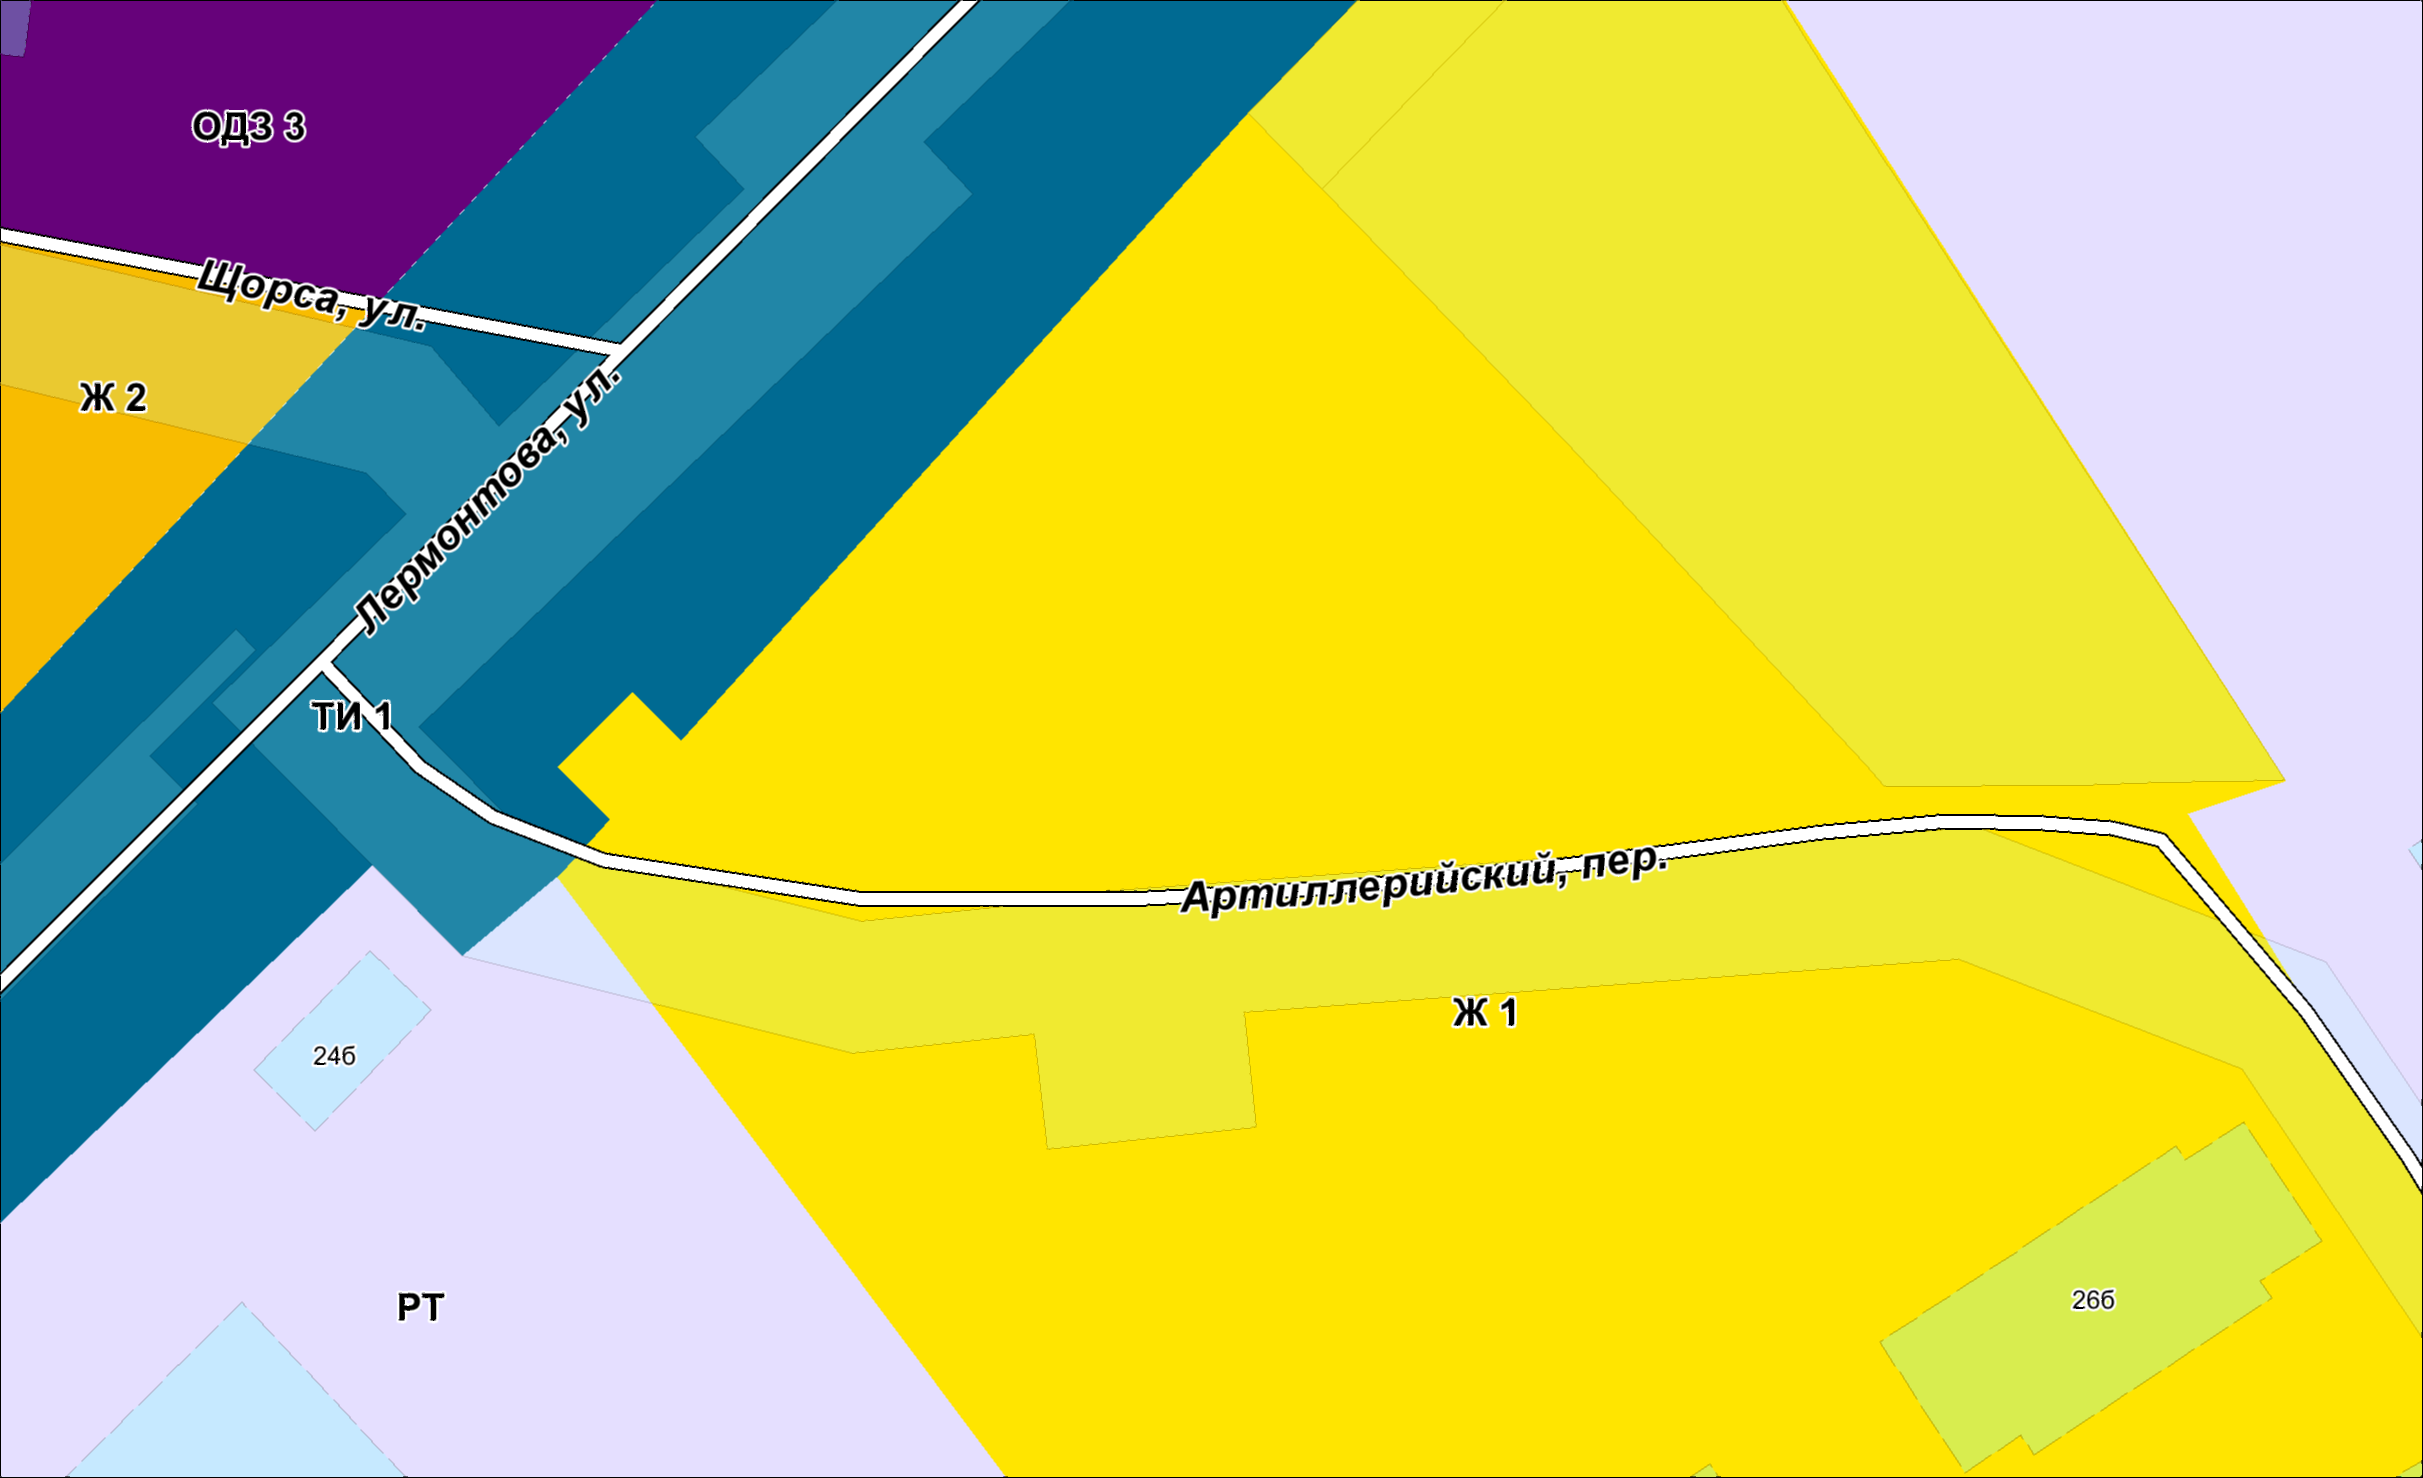 ОДЗ 3
Щорса, ул.
Ж 2
Лермонтова, ул.
ТИ 1
Артиллерийский, пер.
Ж 1
24б
РТ
26б